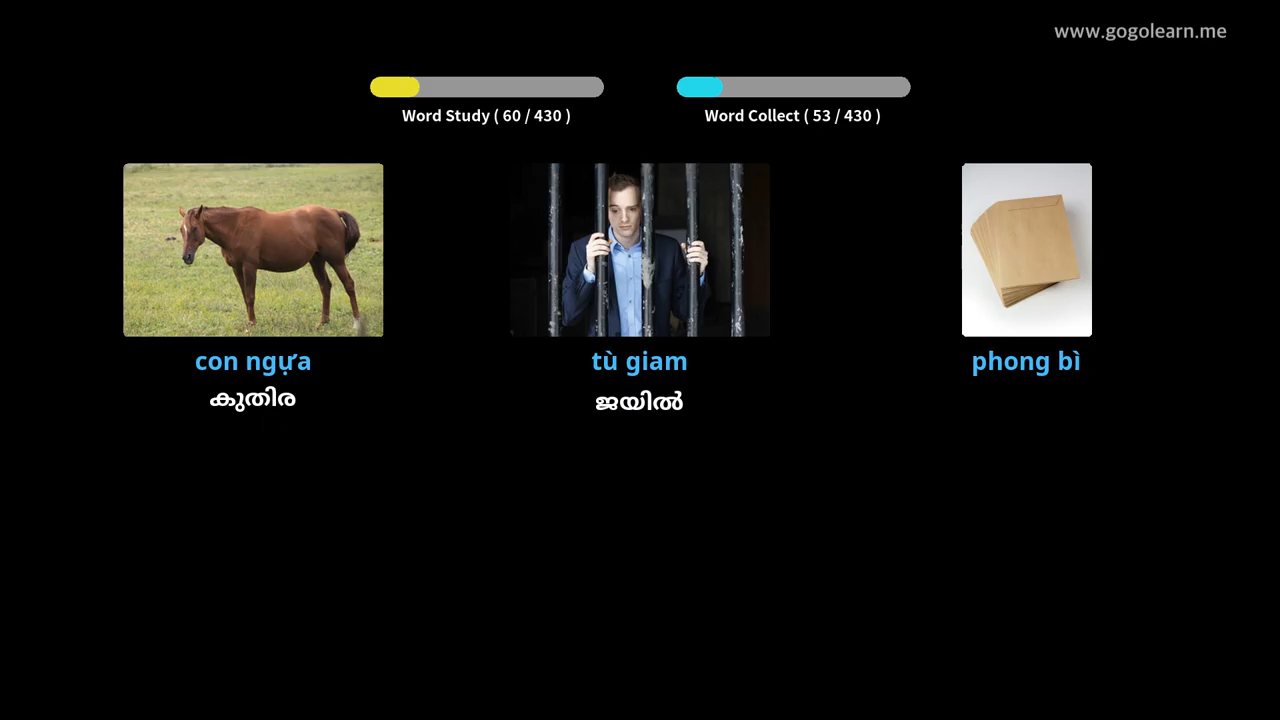 www.gogolearn.me
Word Study ( 60 / 430 )
Word Collect ( 53 / 430 )
con ngựa
tù giam
phong bì
കുതിര
ജയിൽ